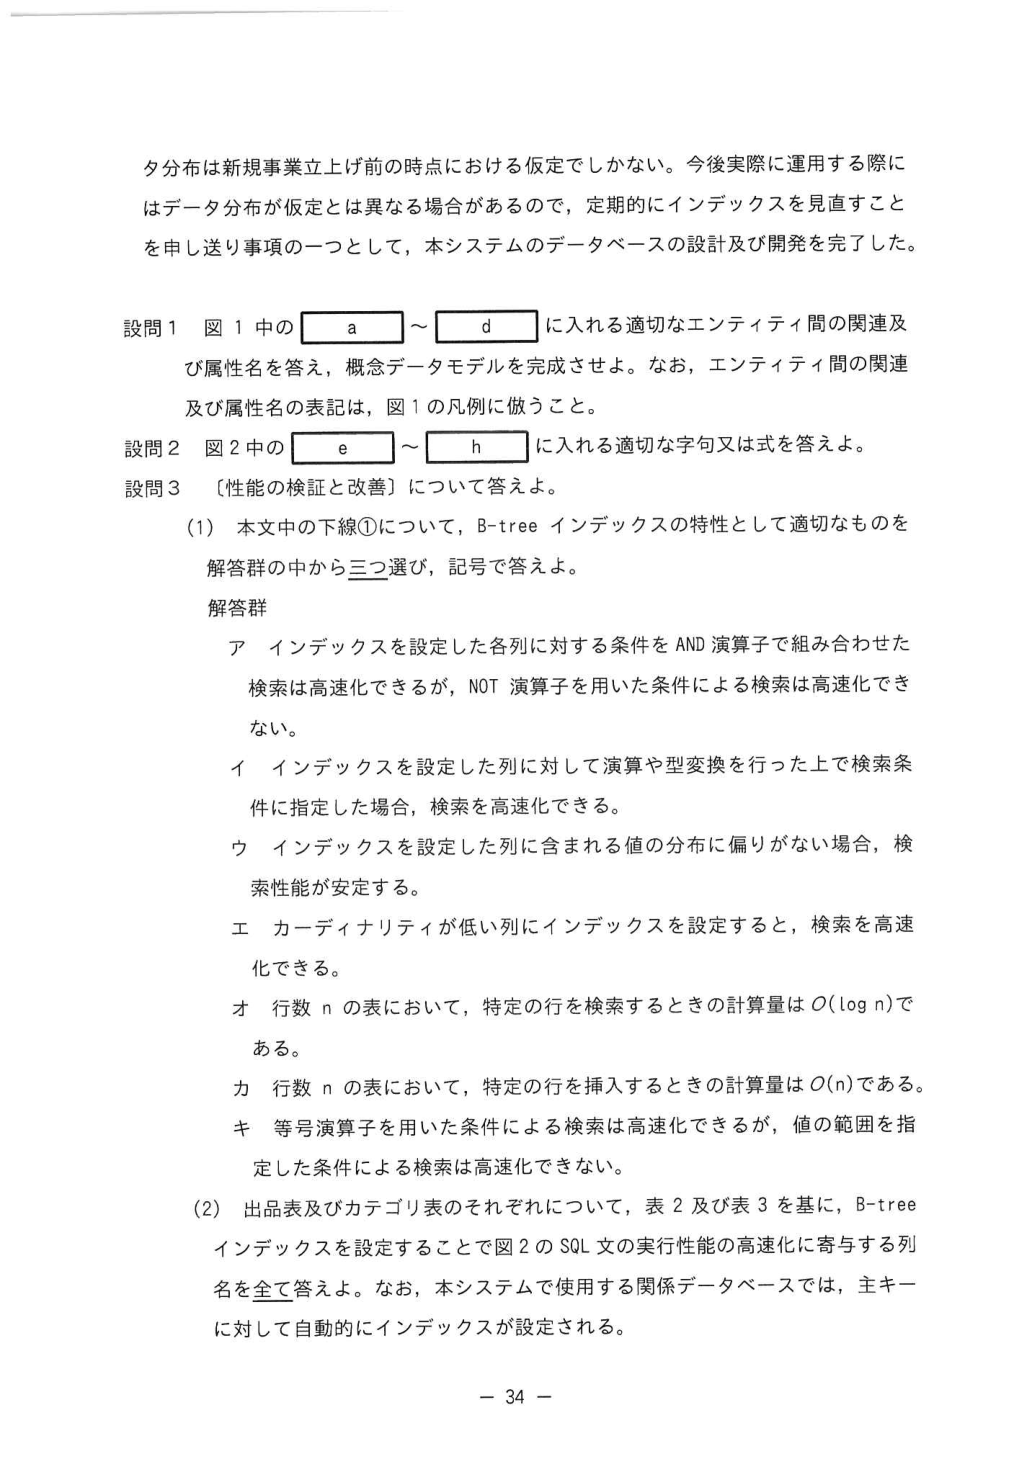 タ分布は新規事業立上げ前の時点における仮定でしかない。今後実際に運用する際に
はデータ分布が仮定とは異なる場合があるので，定期的にインデックスを見直すこと
を申し送り事項の一つとして，本システムのデータベースの設計及び開発を完了した。
設問1 図 1 中の a ～ d に入れる適切なエンティティ間の関連及
び属性名を答え，概念データモデルを完成させよ。なお，エンティティ間の関連
及び属性名の表記は，図1の凡例に倣うこと。
設問2 図2中の e ～ h に入れる適切な字句又は式を答えよ。
設問3 〔性能の検証と改善〕について答えよ。
(1) 本文中の下線①について，B-tree インデックスの特性として適切なものを
解答群の中から三つ選び，記号で答えよ。
解答群
ア インデックスを設定した各列に対する条件を AND 演算子で組み合わせた
検索は高速化できるが，NOT 演算子を用いた条件による検索は高速化でき
ない。
イ インデックスを設定した列に対して演算や型変換を行った上で検索条
件に指定した場合，検索を高速化できる。
ウ インデックスを設定した列に含まれる値の分布に偏りがない場合，検
索性能が安定する。
エ カーディナリティが低い列にインデックスを設定すると，検索を高速
化できる。
オ 行数 n の表において，特定の行を検索するときの計算量は O(log n)で
ある。
カ 行数 n の表において，特定の行を挿入するときの計算量は O(n)である。
キ 等号演算子を用いた条件による検索は高速化できるが，値の範囲を指
定した条件による検索は高速化できない。
(2) 出品表及びカテゴリ表のそれぞれについて，表 2 及び表 3 を基に，B-tree
インデックスを設定することで図2の SQL 文の実行性能の高速化に寄与する列
名を全て答えよ。なお，本システムで使用する関係データベースでは，主キー
に対して自動的にインデックスが設定される。
－ 34 －